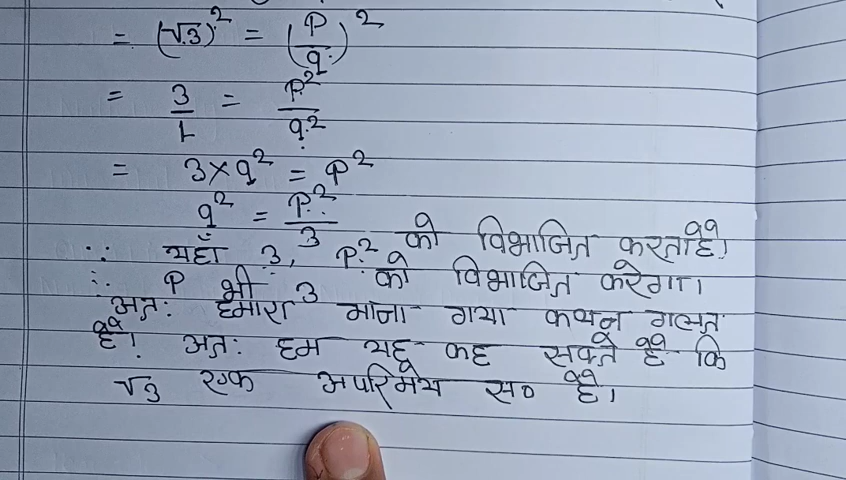 = (√3)² = (P/q)²
= 3/1 = P²/q²
= 3×q² = P²
q² = P²/3
∵ यहाँ 3, P² को विभाजित करता है।
∴ P भी 3 को विभाजित करेगा।
अतः हमारा माना गया कथन गलत
है। अतः हम यह कह सकते है कि
√3 एक अपरिमेय स० है।